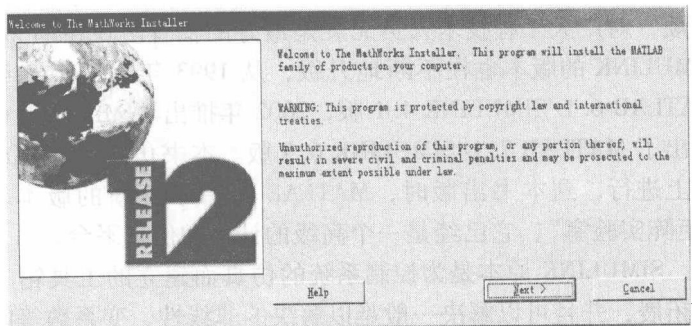 Welcome to The MathWorks Installer
Welcome to The MathWorks Installer. This program will install the MATLAB
family of products on your computer.
WARNING: This program is protected by copyright law and international
treaties.
Unauthorized reproduction of this program, or any portion thereof, will
result in severe civil and criminal penalties and may be prosecuted to the
maximum extent possible under law.
RELEASE
12
Help
Next >
Cancel